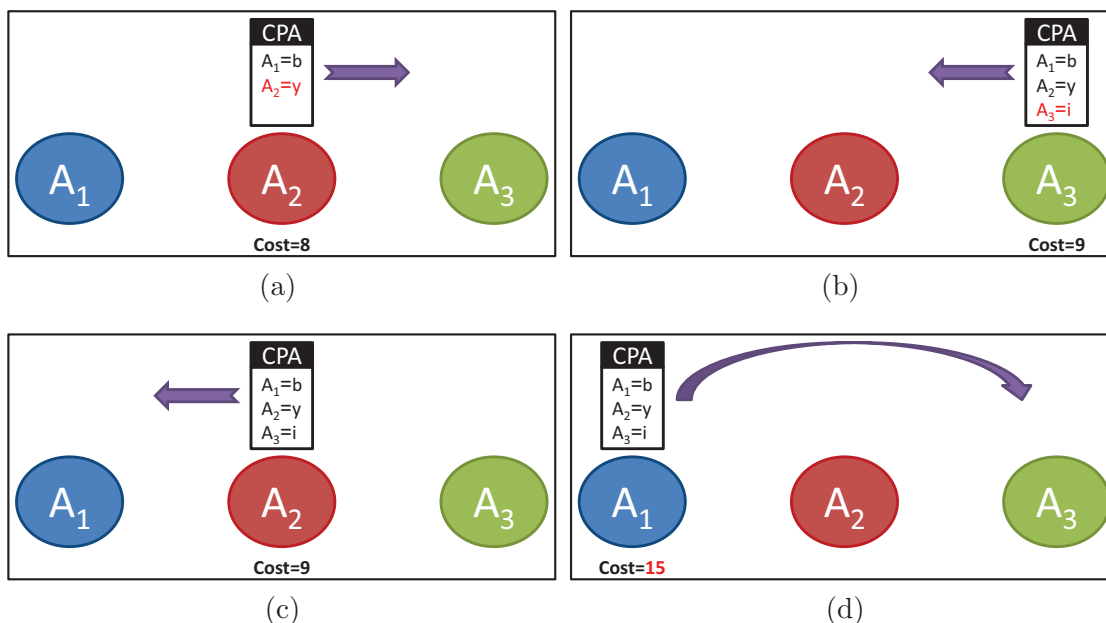 CPA
A₁=b
A₂=y
A₁
A₂
A₃
Cost=8
(a)
CPA
A₁=b
A₂=y
A₃=i
A₁
A₂
A₃
Cost=9
(b)
CPA
A₁=b
A₂=y
A₃=i
A₁
A₂
A₃
Cost=9
(c)
CPA
A₁=b
A₂=y
A₃=i
A₁
A₂
A₃
Cost=15
(d)